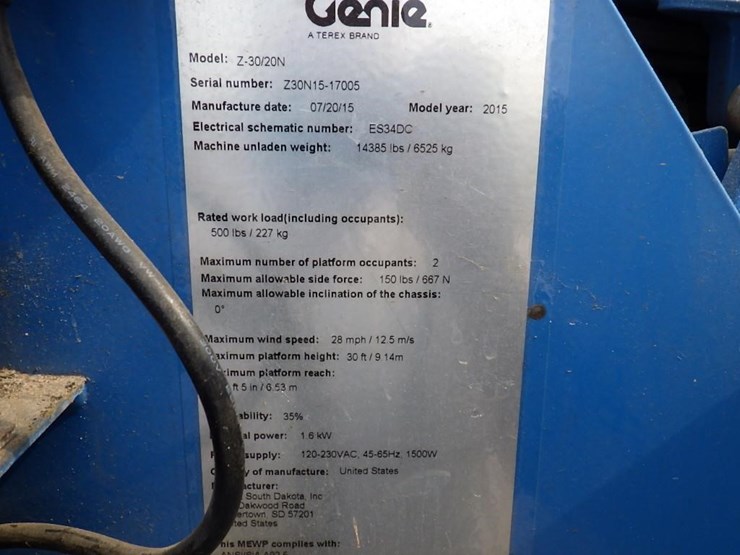 Genie
A TEREX BRAND
Model: Z-30/20N
Serial number: Z30N15-17005
Manufacture date: 07/20/15 Model year: 2015
Electrical schematic number: ES34DC
Machine unladen weight: 14385 lbs / 6525 kg
Rated work load(including occupants):
500 lbs / 227 kg
Maximum number of platform occupants: 2
Maximum allowable side force: 150 lbs / 667 N
Maximum allowable inclination of the chassis:
0°
Maximum wind speed: 28 mph / 12.5 m/s
aximum platform height: 30 ft / 9.14m
imum platform reach:
ft 5 in / 6.53 m
ability: 35%
al power: 1.6 kW
supply: 120-230VAC, 45-65Hz, 1500W
y of manufacture: United States
acturer:
South Dakota, Inc
Oakwood Road
ertown SD 57201
ted States
his MEWP complies with: